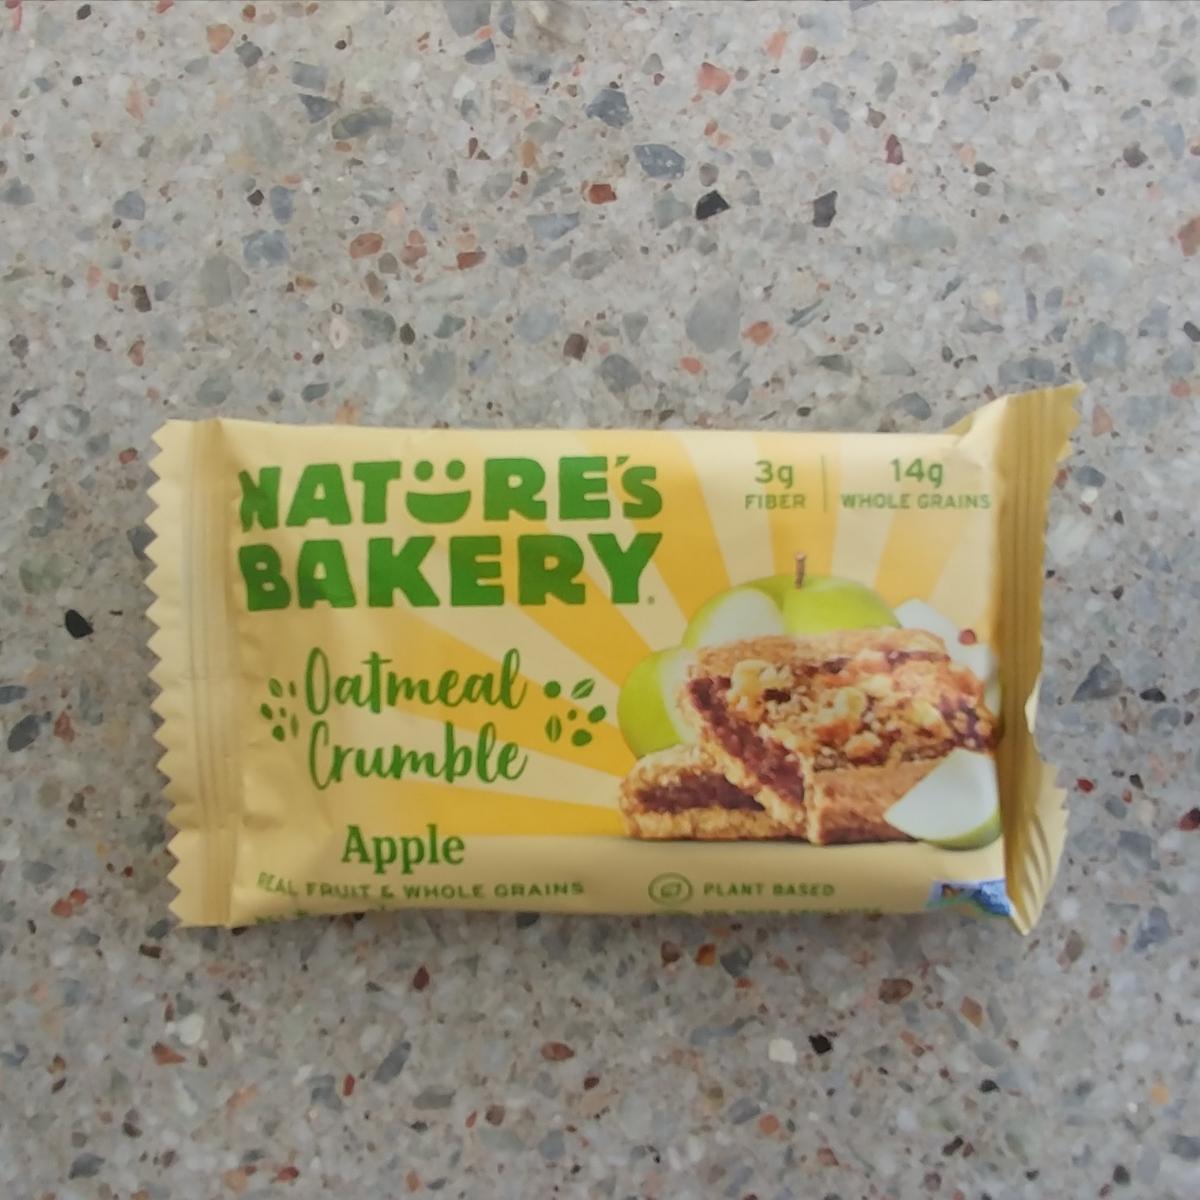 NATURE's
BAKERY.
3g
FIBER
14g
WHOLE GRAINS
Oatmeal
Crumble
Apple
REAL FRUIT & WHOLE GRAINS
PLANT BASED